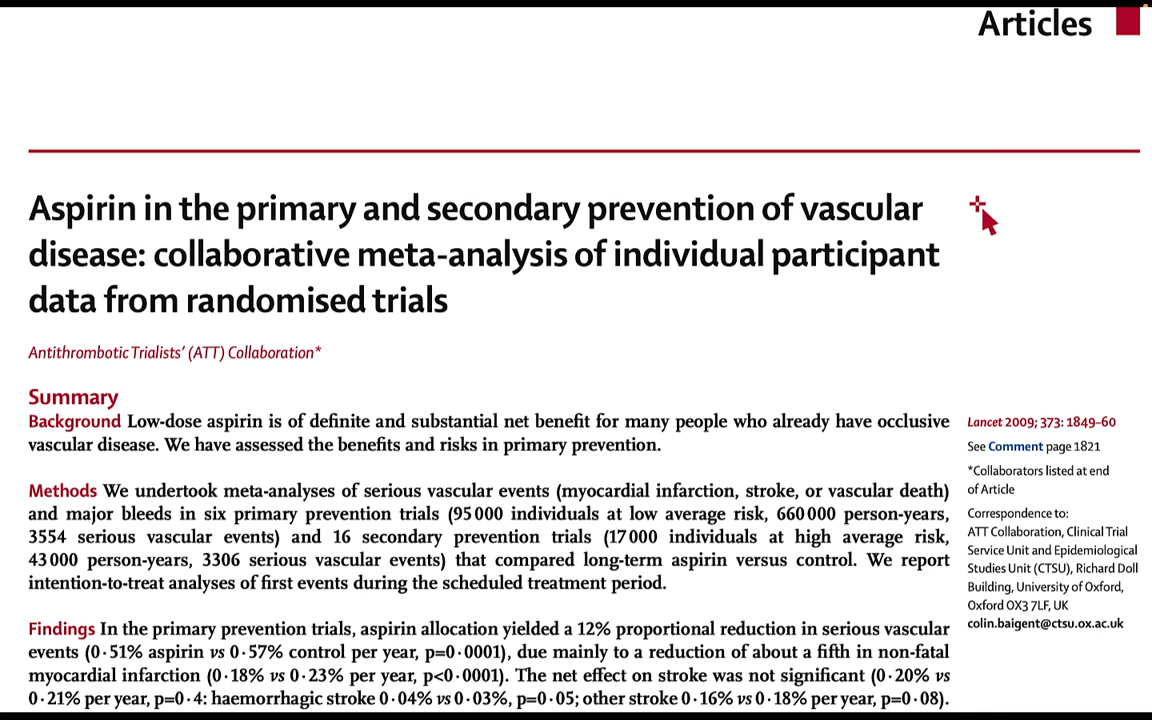 Articles
Aspirin in the primary and secondary prevention of vascular
disease: collaborative meta-analysis of individual participant
data from randomised trials
Antithrombotic Trialists’ (ATT) Collaboration*
Summary
Background Low-dose aspirin is of definite and substantial net benefit for many people who already have occlusive
vascular disease. We have assessed the benefits and risks in primary prevention.
Methods We undertook meta-analyses of serious vascular events (myocardial infarction, stroke, or vascular death)
and major bleeds in six primary prevention trials (95 000 individuals at low average risk, 660 000 person-years,
3554 serious vascular events) and 16 secondary prevention trials (17 000 individuals at high average risk,
43 000 person-years, 3306 serious vascular events) that compared long-term aspirin versus control. We report
intention-to-treat analyses of first events during the scheduled treatment period.
Findings In the primary prevention trials, aspirin allocation yielded a 12% proportional reduction in serious vascular
events (0·51% aspirin vs 0·57% control per year, p=0·0001), due mainly to a reduction of about a fifth in non-fatal
myocardial infarction (0·18% vs 0·23% per year, p<0·0001). The net effect on stroke was not significant (0·20% vs
0·21% per year, p=0·4: haemorrhagic stroke 0·04% vs 0·03%, p=0·05; other stroke 0·16% vs 0·18% per year, p=0·08).
Lancet 2009; 373: 1849–60
See Comment page 1821
*Collaborators listed at end
of Article
Correspondence to:
ATT Collaboration, Clinical Trial
Service Unit and Epidemiological
Studies Unit (CTSU), Richard Doll
Building, University of Oxford,
Oxford OX3 7LF, UK
colin.baigent@ctsu.ox.ac.uk